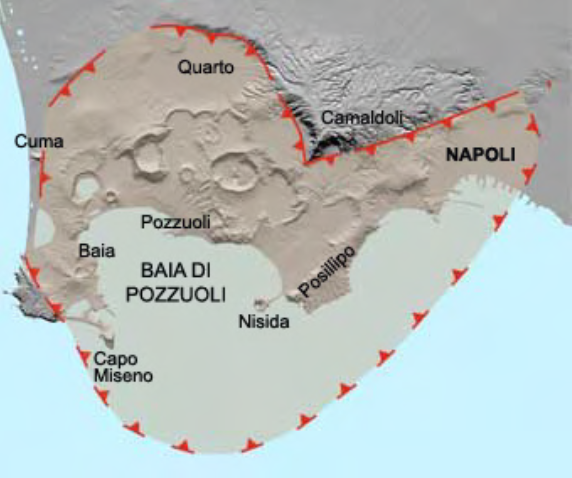 Quarto
Camaldoli
Cuma
NAPOLI
Pozzuoli
Baia
BAIA DI
POZZUOLI
Posillipo
Nisida
Capo
Miseno